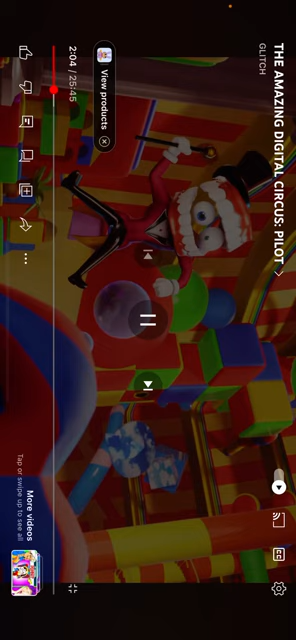 THE AMAZING DIGITAL CIRCUS: PILOT
GLITCH
View products
2:04 / 25:45
More videos
Tap or swipe up to see all